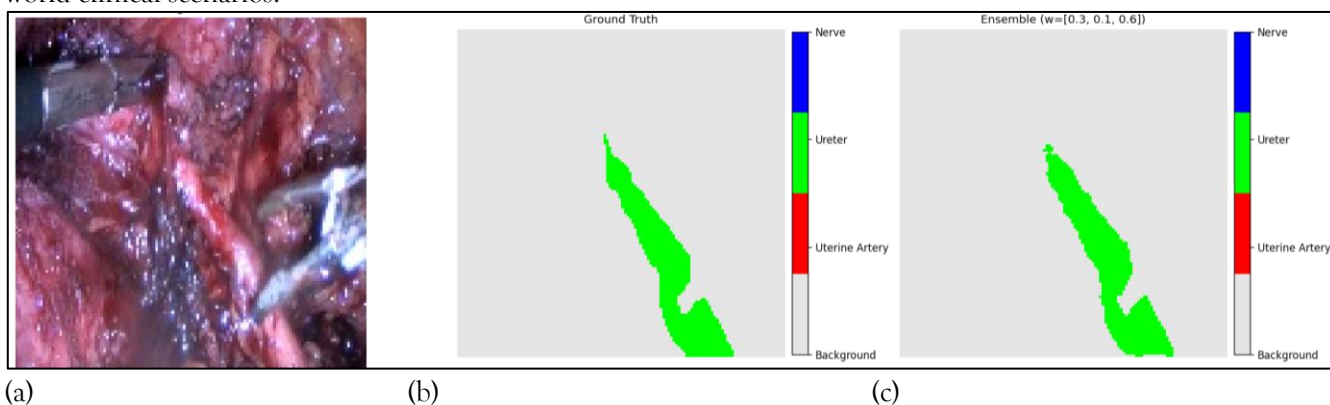 world clinical scenarios.
Ground Truth
Ensemble (w=[0.3, 0.1, 0.6])
Nerve
Nerve
Ureter
Ureter
Uterine Artery
Uterine Artery
Background
Background
(a) (b) (c)